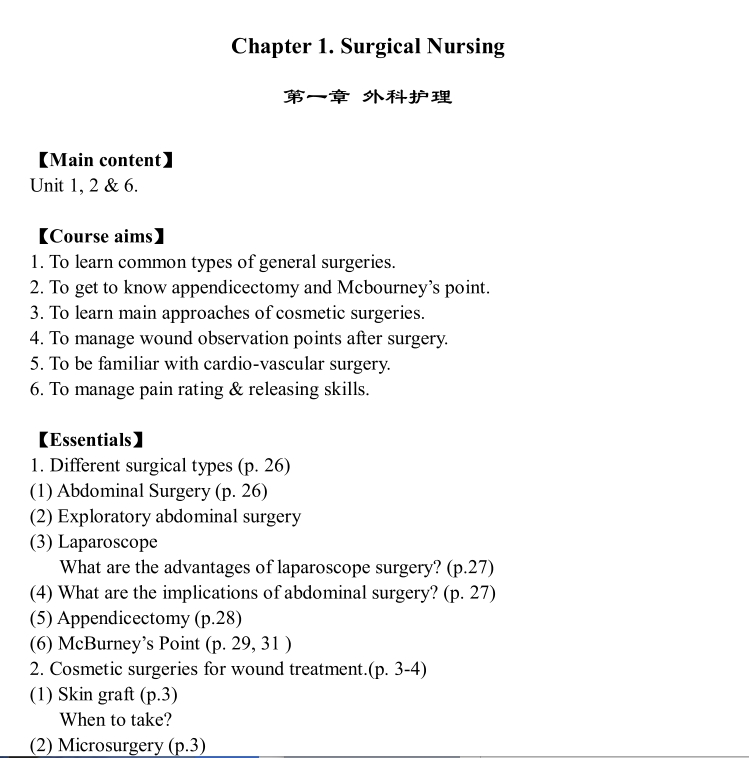 Chapter 1. Surgical Nursing
第一章 外科护理
【Main content】
Unit 1, 2 & 6.
【Course aims】
1. To learn common types of general surgeries.
2. To get to know appendicectomy and Mcbourney’s point.
3. To learn main approaches of cosmetic surgeries.
4. To manage wound observation points after surgery.
5. To be familiar with cardio-vascular surgery.
6. To manage pain rating & releasing skills.
【Essentials】
1. Different surgical types (p. 26)
(1) Abdominal Surgery (p. 26)
(2) Exploratory abdominal surgery
(3) Laparoscope
What are the advantages of laparoscope surgery? (p.27)
(4) What are the implications of abdominal surgery? (p. 27)
(5) Appendicectomy (p.28)
(6) McBurney’s Point (p. 29, 31 )
2. Cosmetic surgeries for wound treatment.(p. 3-4)
(1) Skin graft (p.3)
When to take?
(2) Microsurgery (p.3)